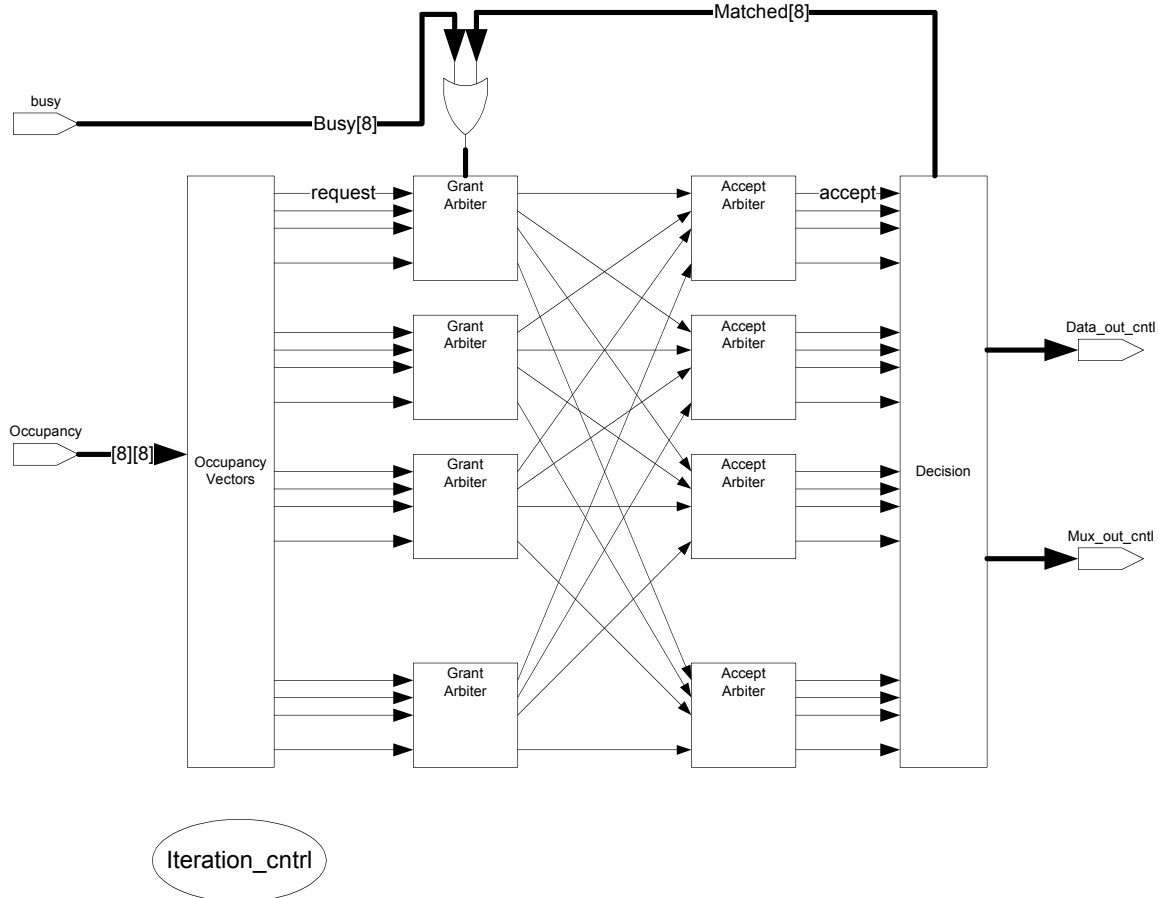 Matched[8]
busy
Busy[8]
request
Grant
Arbiter
Accept
Arbiter
accept
Grant
Arbiter
Accept
Arbiter
Data_out_cntl
Occupancy
[8][8]
Occupancy
Vectors
Grant
Arbiter
Accept
Arbiter
Decision
Mux_out_cntl
Grant
Arbiter
Accept
Arbiter
Iteration_cntrl